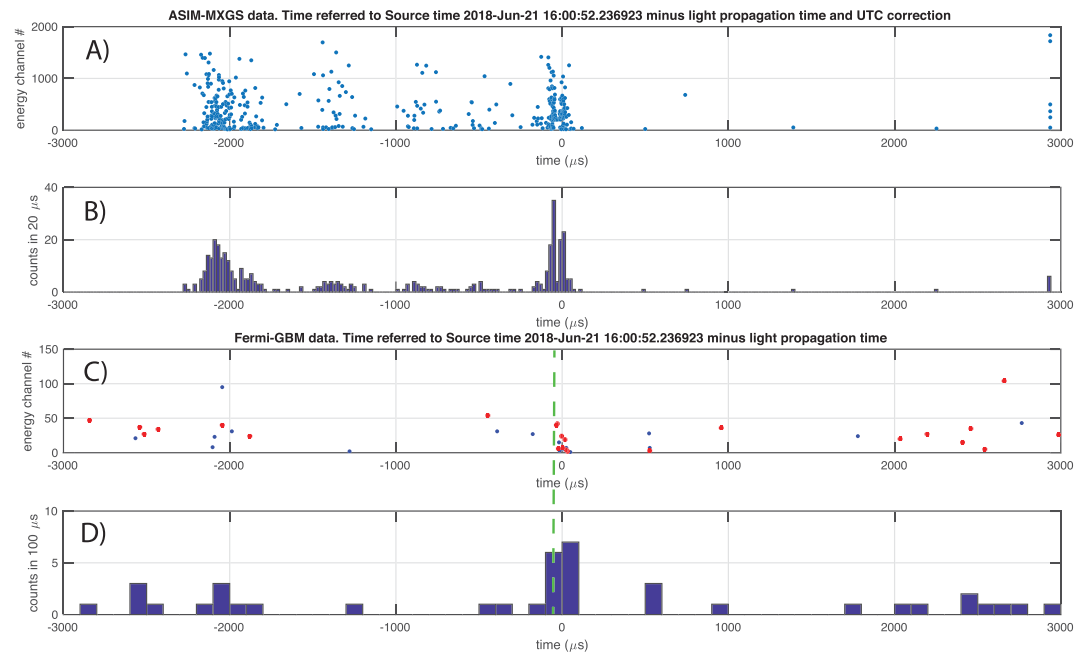 ASIM-MXGS data. Time referred to Source time 2018-Jun-21 16:00:52.236923 minus light propagation time and UTC correction
A)
energy channel #
2000
1000
0
-3000 -2000 -1000 0 1000 2000 3000
time (μs)
B)
counts in 20 μs
40
20
0
-3000 -2000 -1000 0 1000 2000 3000
time (μs)
Fermi-GBM data. Time referred to Source time 2018-Jun-21 16:00:52.236923 minus light propagation time
C)
energy channel #
150
100
50
0
-3000 -2000 -1000 0 1000 2000 3000
time (μs)
D)
counts in 100 μs
10
5
0
-3000 -2000 -1000 0 1000 2000 3000
time (μs)